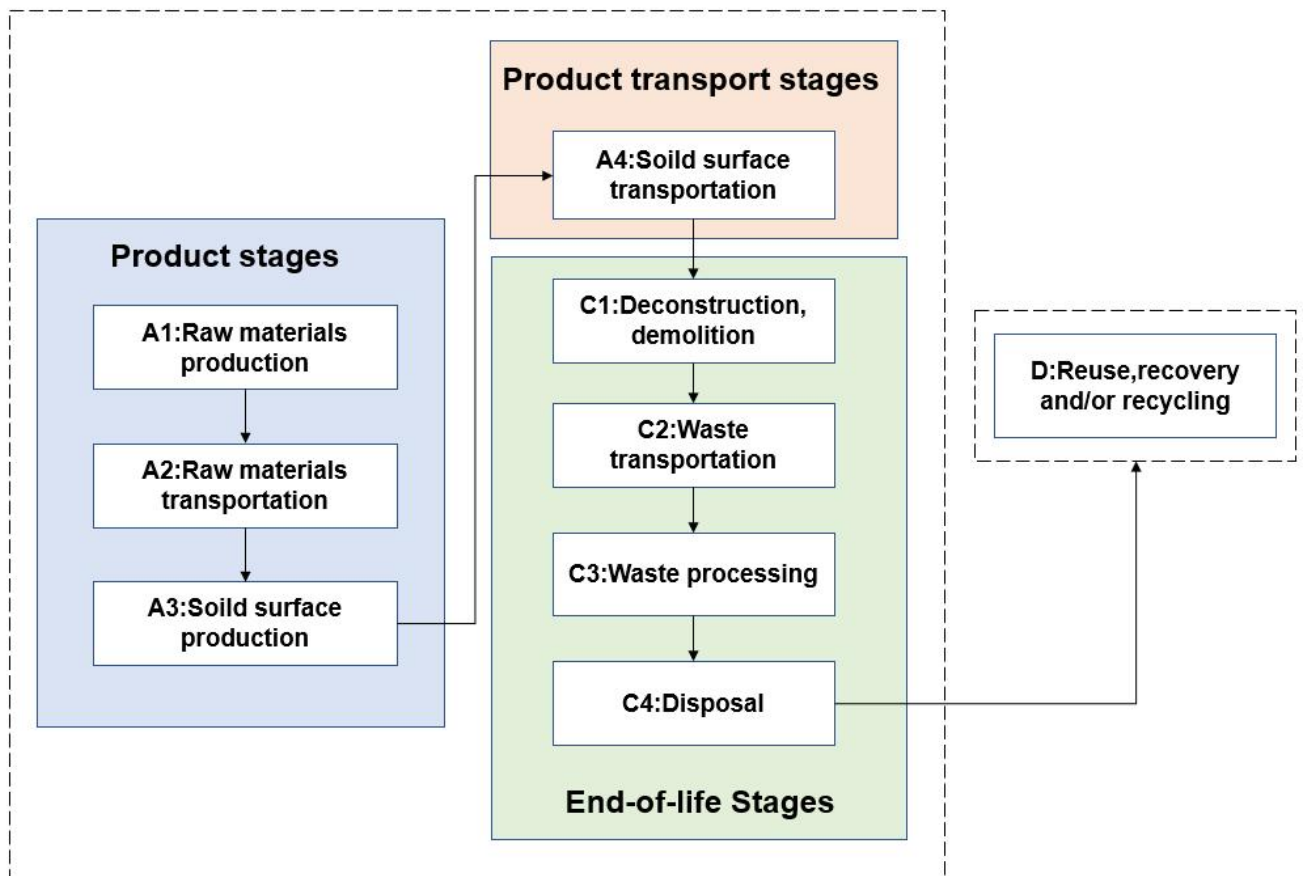 Product stages
A1:Raw materials
production
A2:Raw materials
transportation
A3:Soild surface
production
Product transport stages
A4:Soild surface
transportation
C1:Deconstruction,
demolition
C2:Waste
transportation
C3:Waste processing
C4:Disposal
End-of-life Stages
D:Reuse,recovery
and/or recycling